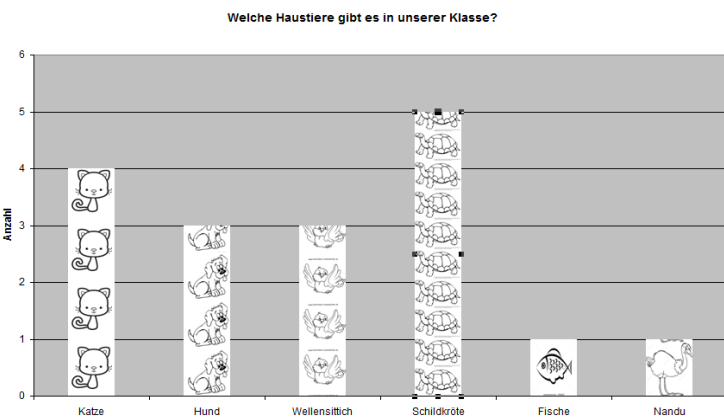 Welche Haustiere gibt es in unserer Klasse?
6
5
4
3
2
1
0
Anzahl
Katze Hund Wellensittich Schildkröte Fische Nandu